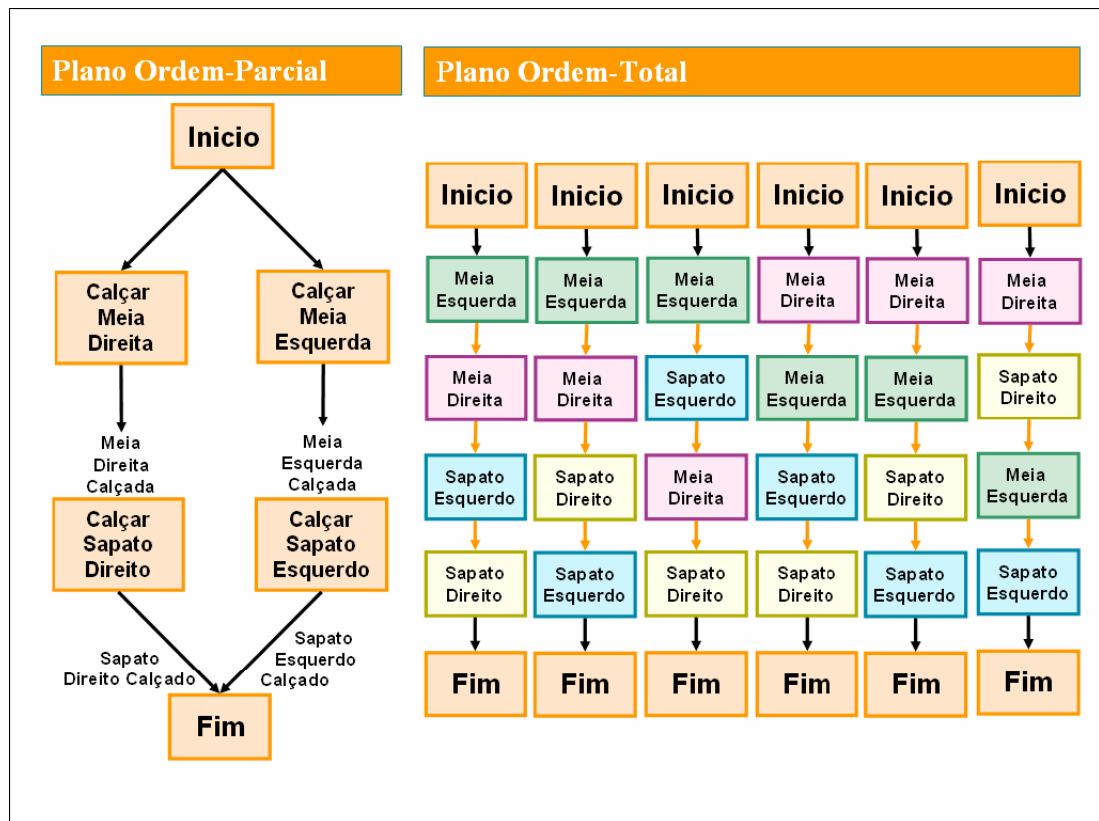 Plano Ordem-Parcial
Inicio
Calçar
Meia
Direita
Calçar
Meia
Esquerda
Meia
Direita
Calçada
Meia
Esquerda
Calçada
Calçar
Sapato
Direito
Calçar
Sapato
Esquerdo
Sapato
Direito Calçado
Sapato
Esquerdo
Calçado
Fim
Plano Ordem-Total
Inicio
Meia
Esquerda
Meia
Direita
Sapato
Esquerdo
Sapato
Direito
Fim
Inicio
Meia
Esquerda
Meia
Direita
Sapato
Direito
Sapato
Esquerdo
Fim
Inicio
Meia
Esquerda
Sapato
Esquerdo
Meia
Direita
Sapato
Direito
Fim
Inicio
Meia
Direita
Meia
Esquerda
Sapato
Esquerdo
Sapato
Direito
Fim
Inicio
Meia
Direita
Meia
Esquerda
Sapato
Direito
Sapato
Esquerdo
Fim
Inicio
Meia
Direita
Sapato
Direito
Meia
Esquerda
Sapato
Esquerdo
Fim